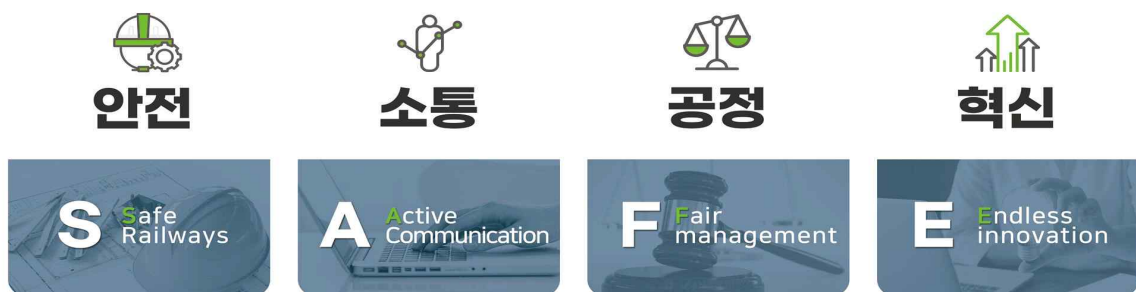 안전
소통
공정
혁신
S Safe
Railways
A Active
Communication
F Fair
management
E Endless
innovation